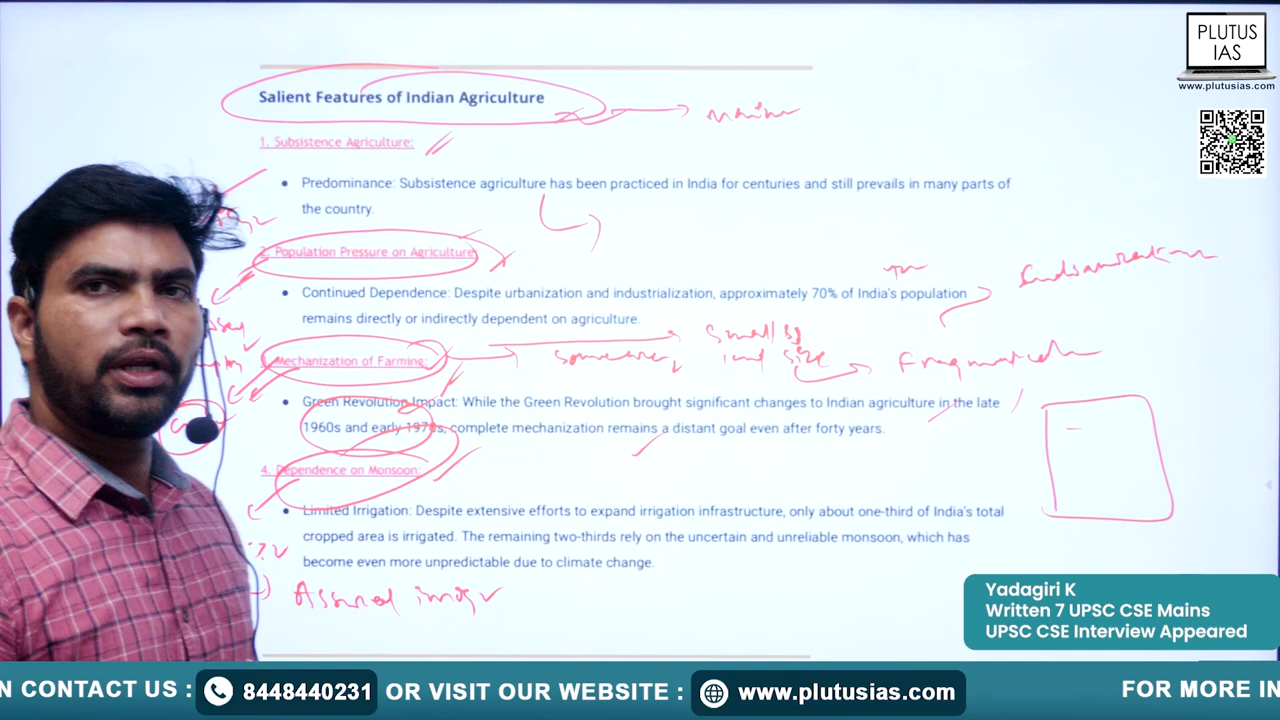 PLUTUS
IAS
www.plutusias.com
Salient Features of Indian Agriculture
1. Subsistence Agriculture:
Predominance: Subsistence agriculture has been practiced in India for centuries and still prevails in many parts of
the country.
2. Population Pressure on Agriculture
Continued Dependence: Despite urbanization and industrialization, approximately 70% of India's population
remains directly or indirectly dependent on agriculture.
Small
land size
3. Mechanization of Farming:
Green Revolution Impact: While the Green Revolution brought significant changes to Indian agriculture in the late
1960s and early 1970s, complete mechanization remains a distant goal even after forty years.
4. Dependence on Monsoon:
Limited Irrigation: Despite extensive efforts to expand irrigation infrastructure, only about one-third of India's total
cropped area is irrigated. The remaining two-thirds rely on the uncertain and unreliable monsoon, which has
become even more unpredictable due to climate change.
Assured
Yadagiri K
Written 7 UPSC CSE Mains
UPSC CSE Interview Appeared
N CONTACT US : 8448440231 OR VISIT OUR WEBSITE : www.plutusias.com FOR MORE IN